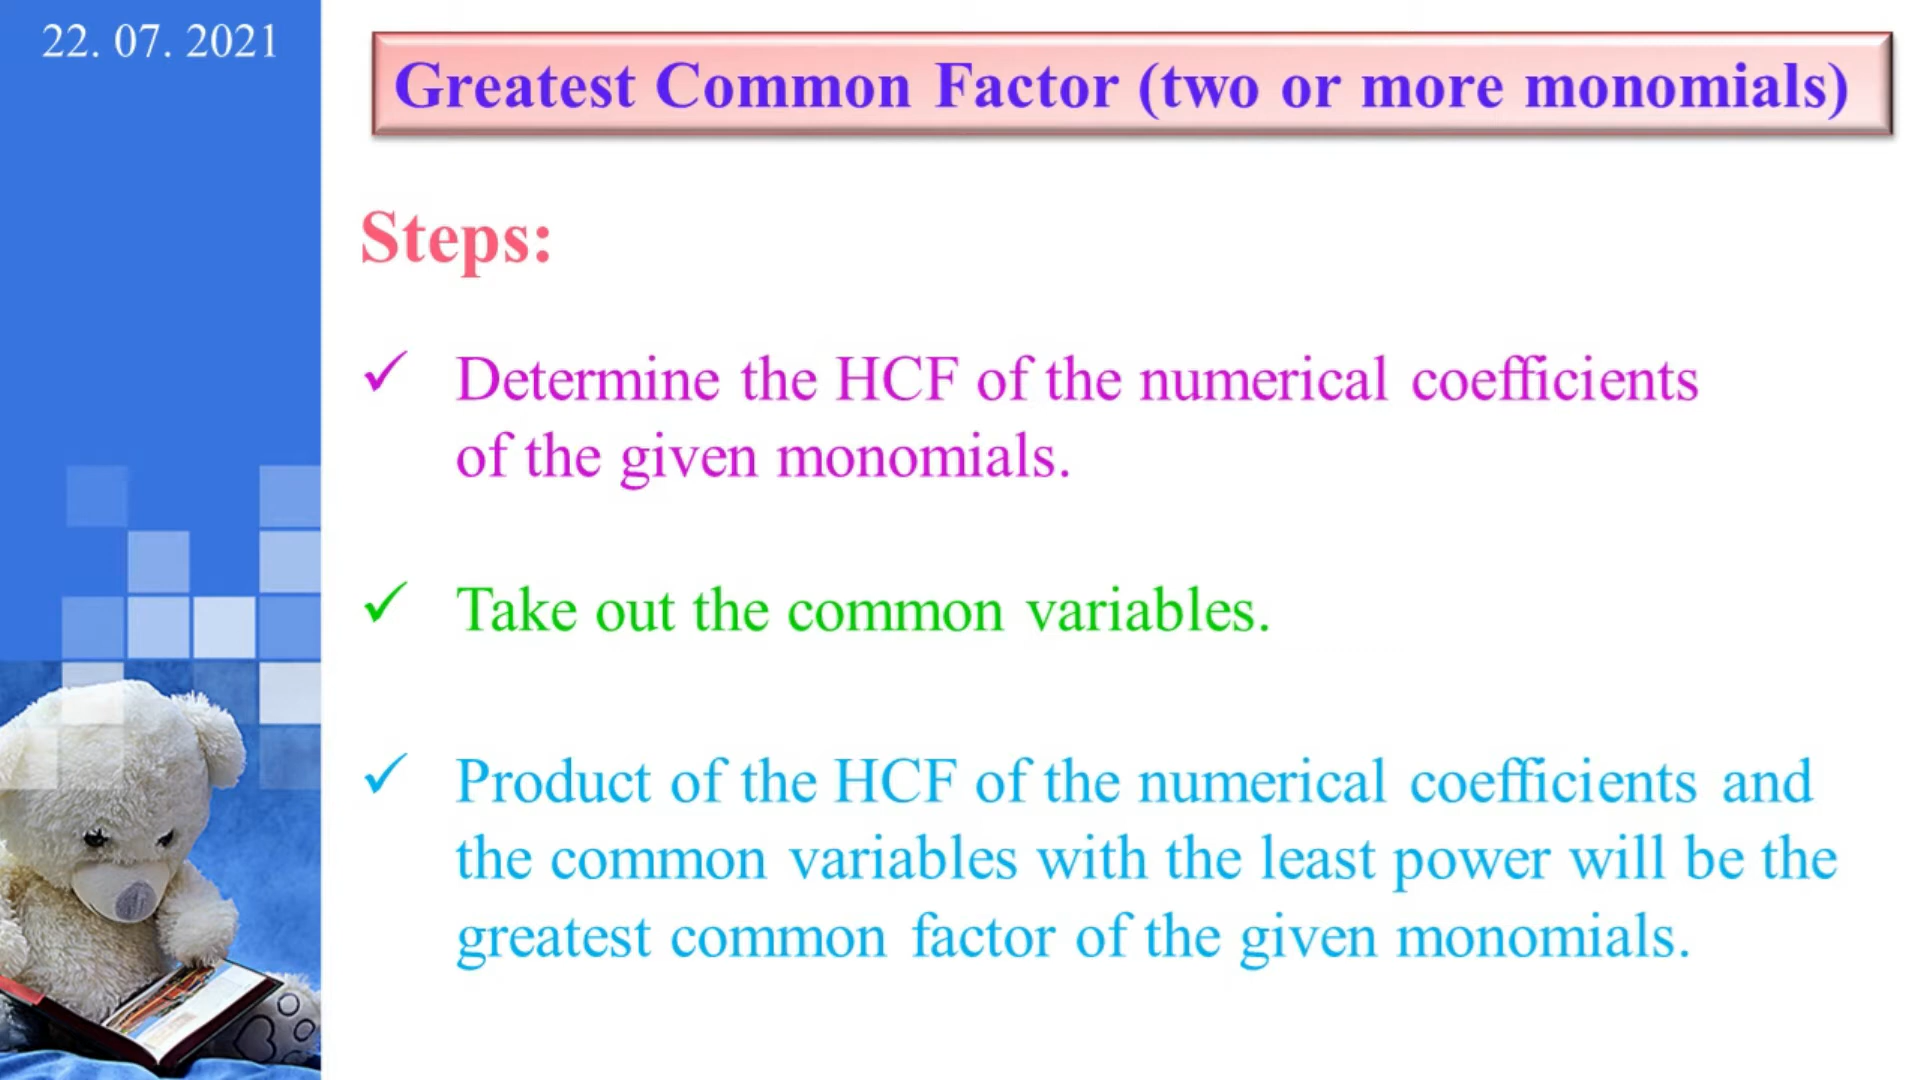 22. 07. 2021
Greatest Common Factor (two or more monomials)
Steps:
✓ Determine the HCF of the numerical coefficients
of the given monomials.
✓ Take out the common variables.
✓ Product of the HCF of the numerical coefficients and
the common variables with the least power will be the
greatest common factor of the given monomials.